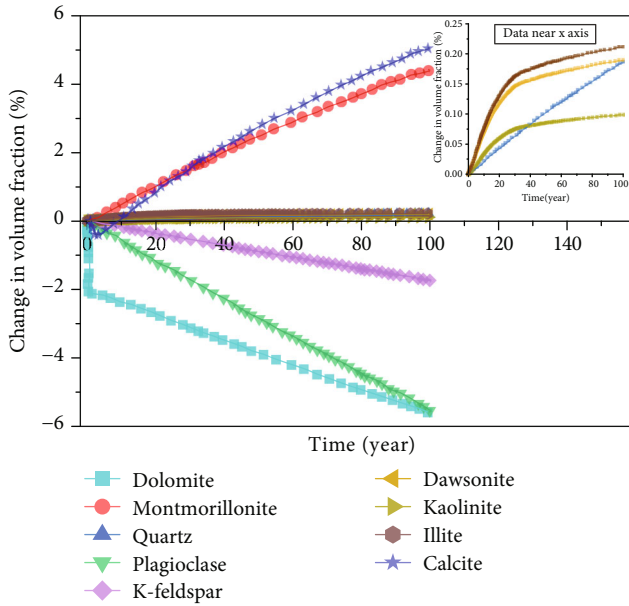 6
4
2
0
−2
−4
−6
Change in volume fraction (%)
0 20 40 60 80 100 120 140
Time (year)
Data near x axis
0.25
0.20
0.15
0.10
0.05
0.00
Change in volume fraction (%)
0 20 40 60 80 100
Time(year)
Dolomite
Montmorillonite
Quartz
Plagioclase
K-feldspar
Dawsonite
Kaolinite
Illite
Calcite